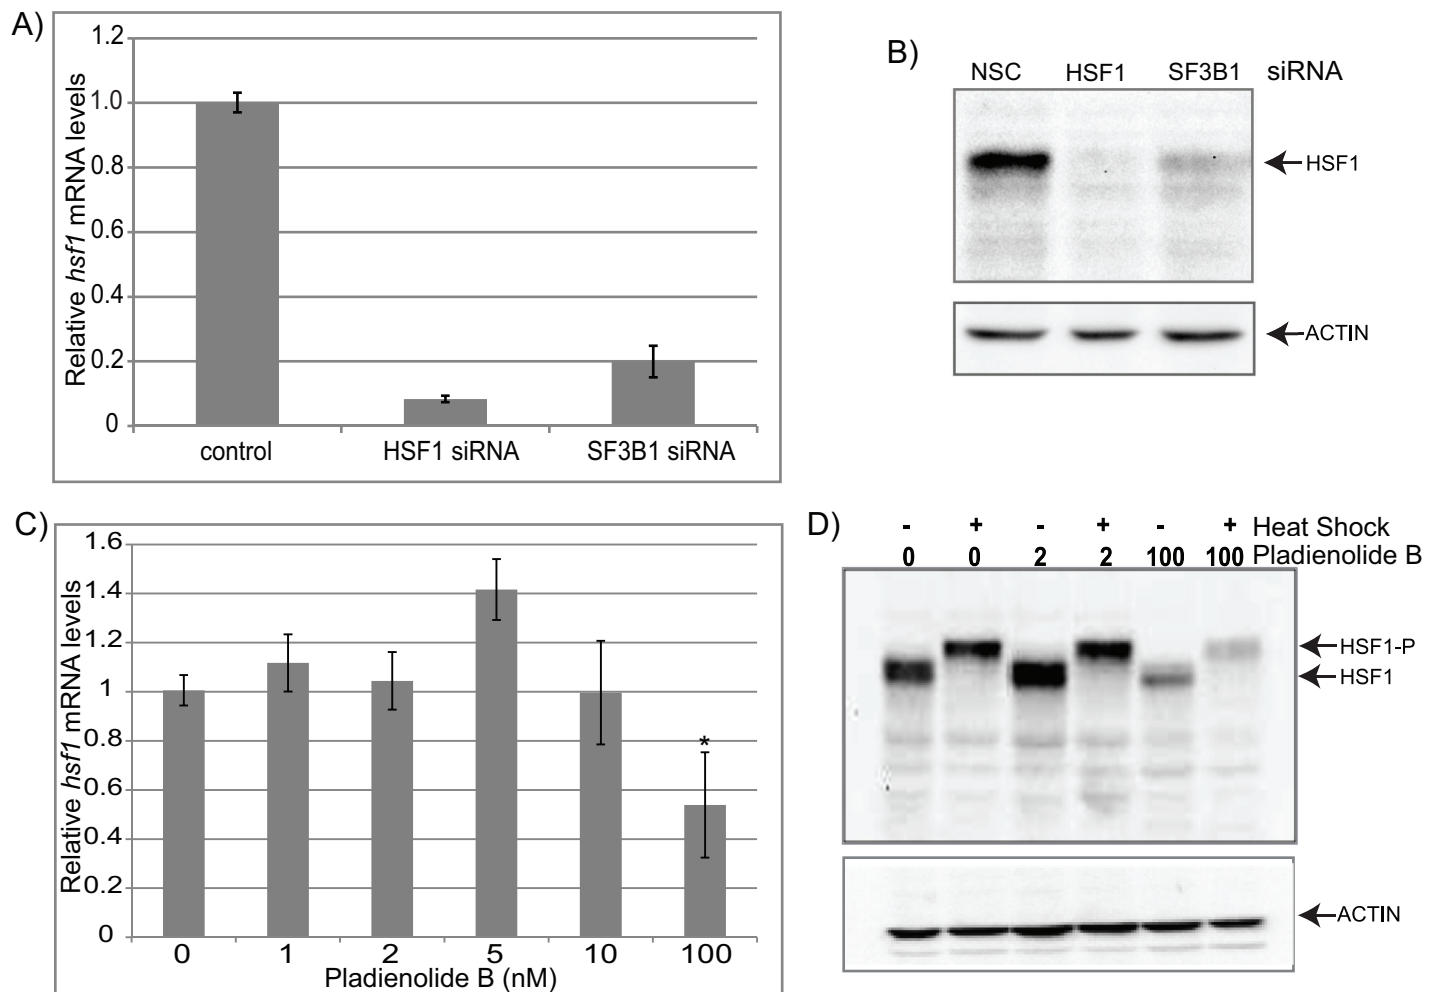 A)
Relative hsf1 mRNA levels
1.2
1.0
0.8
0.6
0.4
0.2
0
control HSF1 siRNA SF3B1 siRNA
B)
NSC HSF1 SF3B1 siRNA
HSF1
ACTIN
C)
Relative hsf1 mRNA levels
1.6
1.4
1.2
1
0.8
0.6
0.4
0.2
0
*
0 1 2 5 10 100
Pladienolide B (nM)
D)
- + - + - + Heat Shock
0 0 2 2 100 100 Pladienolide B
HSF1-P
HSF1
ACTIN